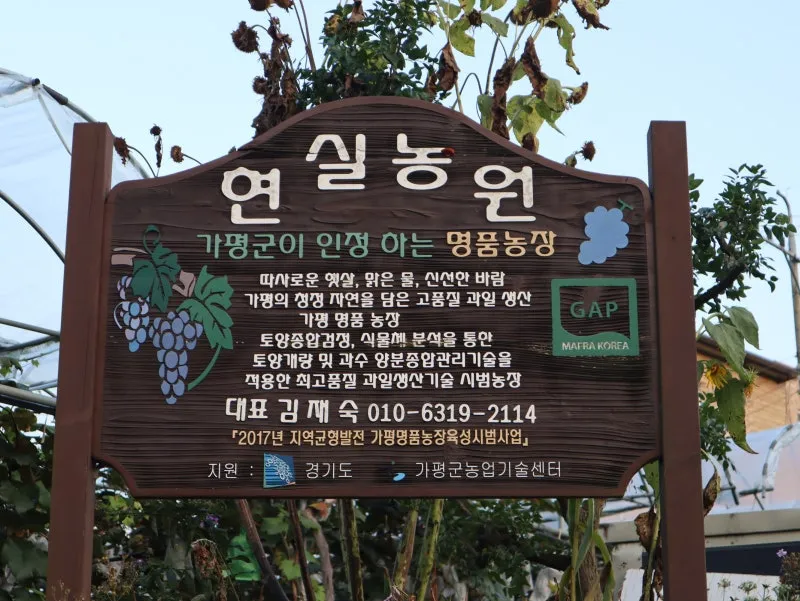 연실농원
가평군이 인정 하는 명품농장
따사로운 햇살, 맑은 물, 신선한 바람
가평의 청정 자연을 담은 고품질 과일 생산
가평 명품 농장
토양종합검정, 식물체 분석을 통한
토양개량 및 과수 양분종합관리기술을
적용한 최고품질 과일생산기술 시범농장
GAP
MAFRA KOREA
대표 김재숙 010-6319-2114
『2017년 지역균형발전 가평명품농장육성시범사업』
지원 : 경기도 가평군농업기술센터